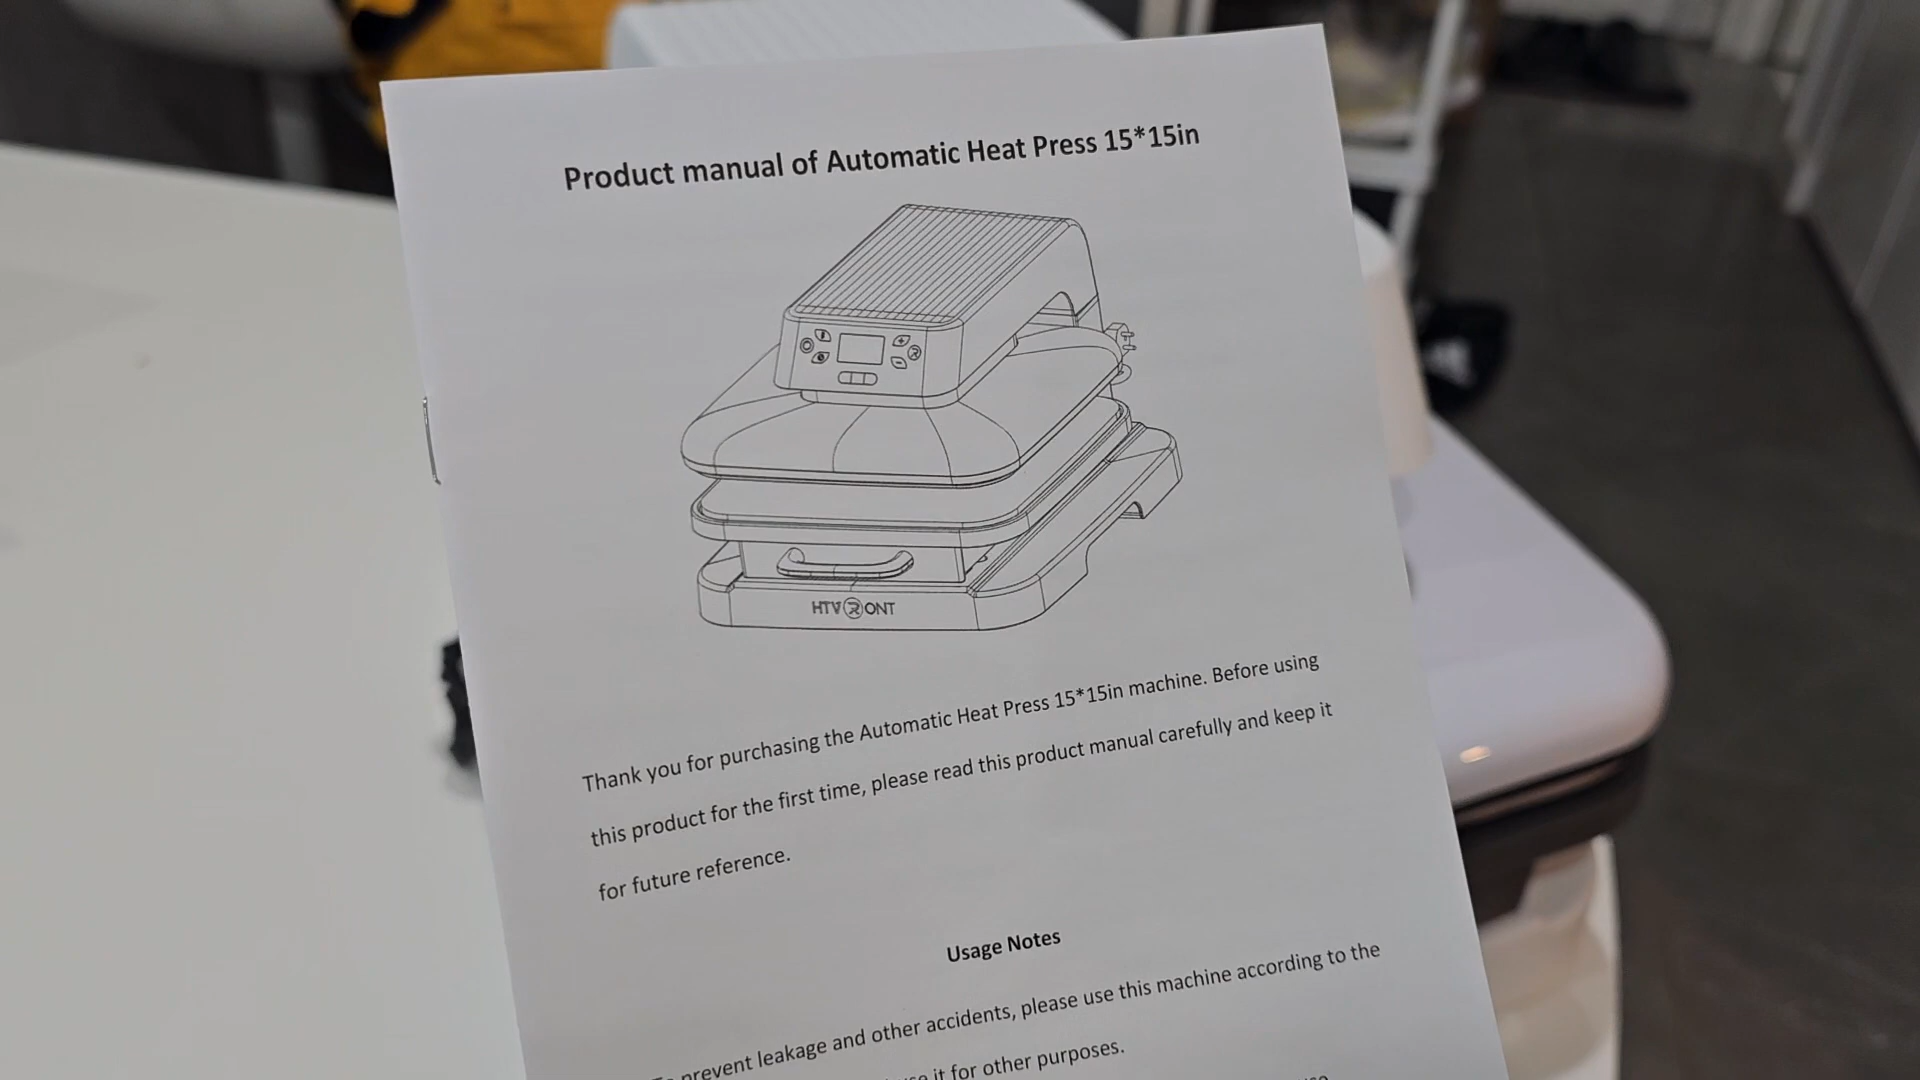 Product manual of Automatic Heat Press 15*15in
HTVRONT
Thank you for purchasing the Automatic Heat Press 15*15in machine. Before using
this product for the first time, please read this product manual carefully and keep it
for future reference.
Usage Notes
prevent leakage and other accidents, please use this machine according to the
it for other purposes.